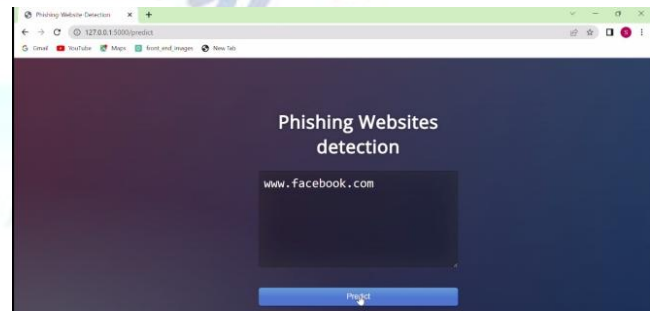 Phishing Website Detection
127.0.0.1:5000/predict
Gmail YouTube Maps front_end_images New Tab
Phishing Websites
detection
www.facebook.com
Predict